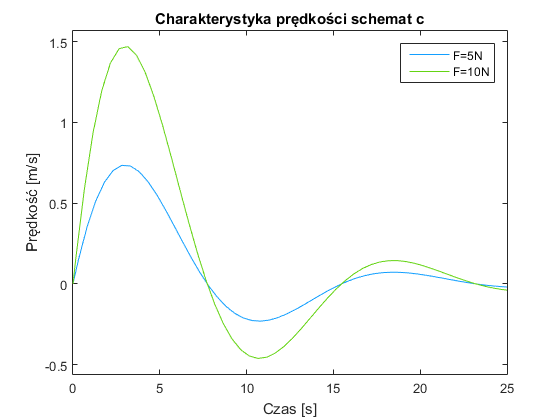 Charakterystyka prędkości schemat c
F=5N
F=10N
Prędkość [m/s]
1.5
1
0.5
0
-0.5
0 5 10 15 20 25
Czas [s]